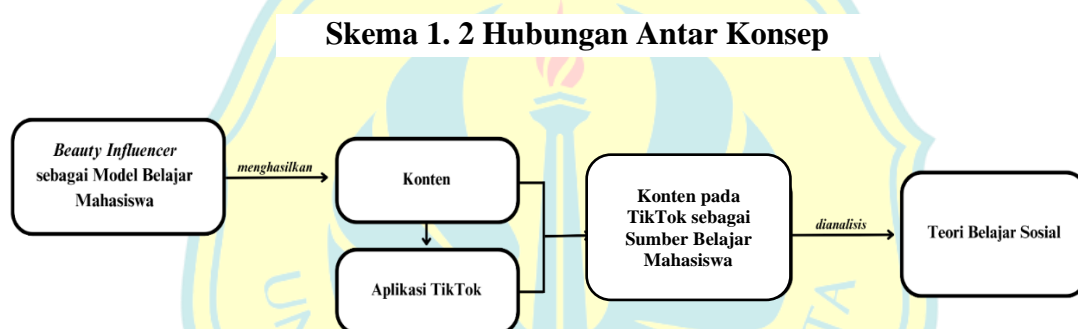 Skema 1. 2 Hubungan Antar Konsep
Beauty Influencer
sebagai Model Belajar
Mahasiswa
menghasilkan
Konten
Aplikasi TikTok
Konten pada
TikTok sebagai
Sumber Belajar
Mahasiswa
dianalisis
Teori Belajar Sosial